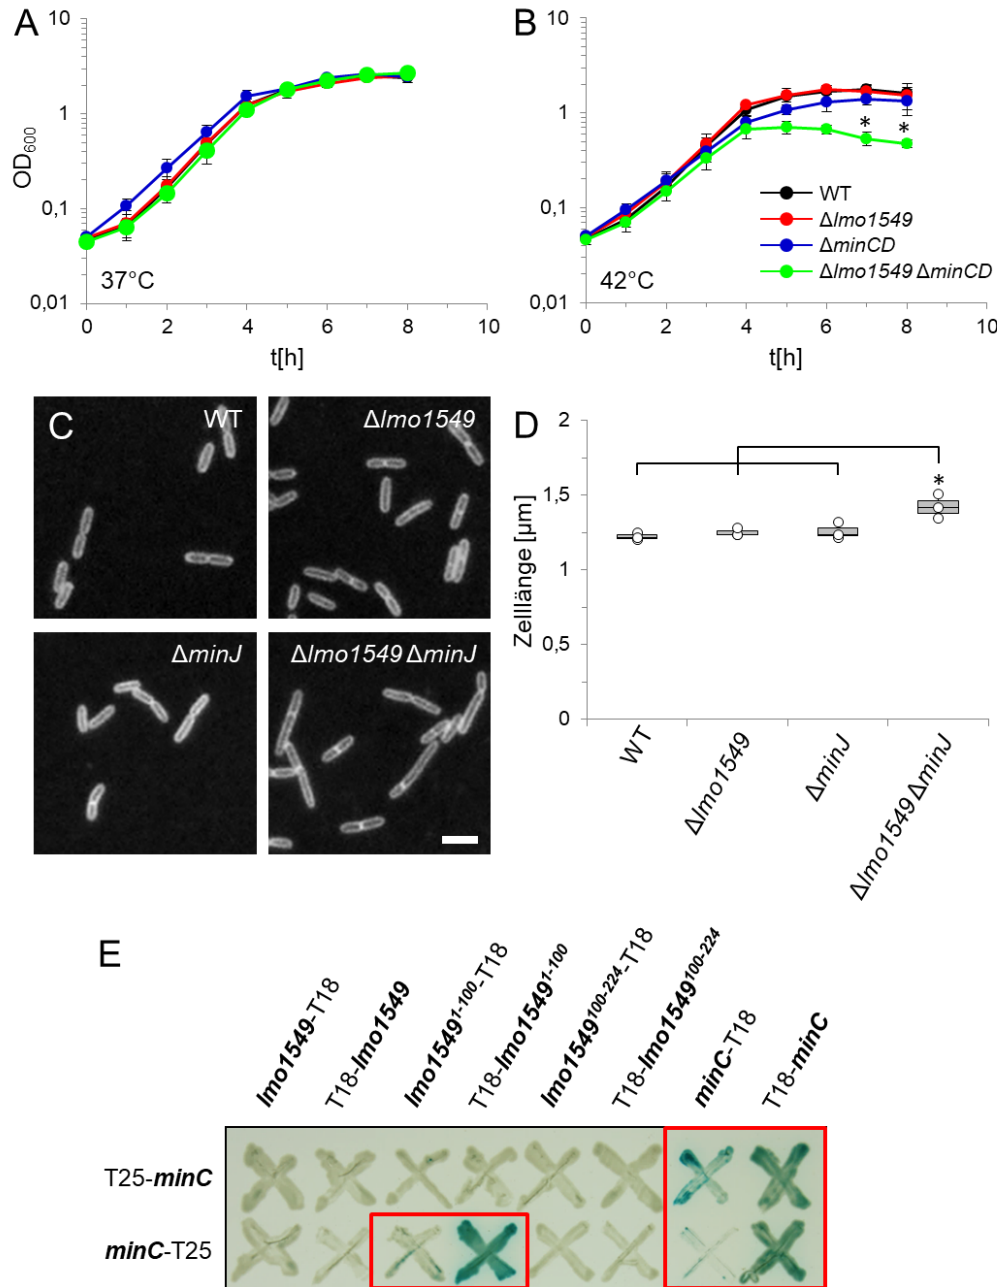 A
10
1
0,1
0,01
OD600
37°C
0
2
4
6
8
10
t[h]
B
10
1
0,1
0,01
*
*
WT
Δlmo1549
ΔminCD
Δlmo1549 ΔminCD
42°C
0
2
4
6
8
10
t[h]
C
WT
Δlmo1549
ΔminJ
Δlmo1549 ΔminJ
D
2
1,5
1
0,5
0
Zelllänge [µm]
*
WT
Δlmo1549
ΔminJ
Δlmo1549 ΔminJ
E
lmo1549-T18
T18-lmo1549
lmo1549¹⁻¹⁰⁰-T18
T18-lmo1549¹⁻¹⁰⁰
lmo1549¹⁰⁰⁻²²⁴-T18
T18-lmo1549¹⁰⁰⁻²²⁴
minC-T18
T18-minC
T25-minC
minC-T25